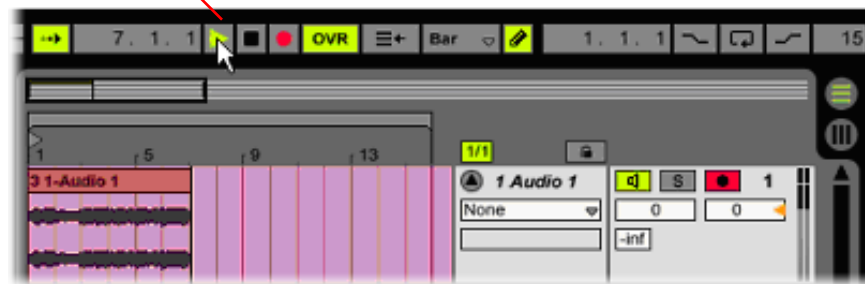 7. 1. 1 OVR Bar 1. 1. 1 15
1 5 9 13 1/1
3 1-Audio 1 1 Audio 1 S 1
None 0 0
-inf